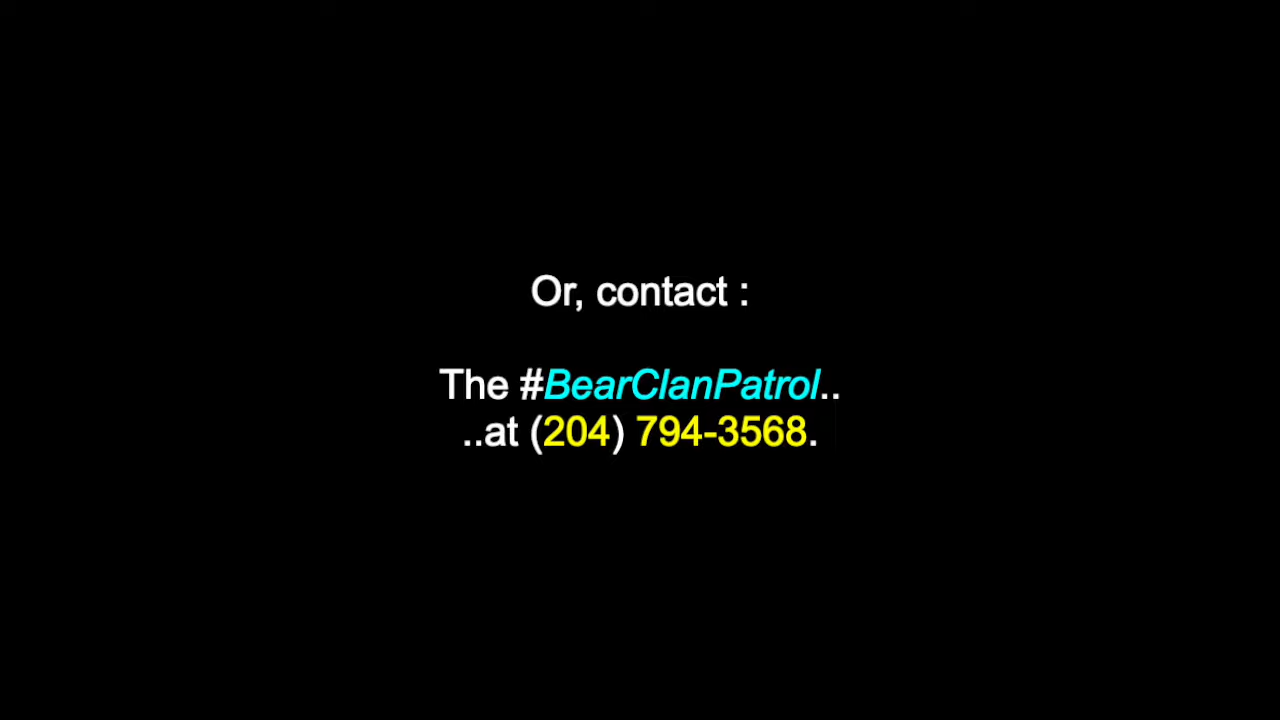 Or, contact :
The #BearClanPatrol..
..at (204) 794-3568.